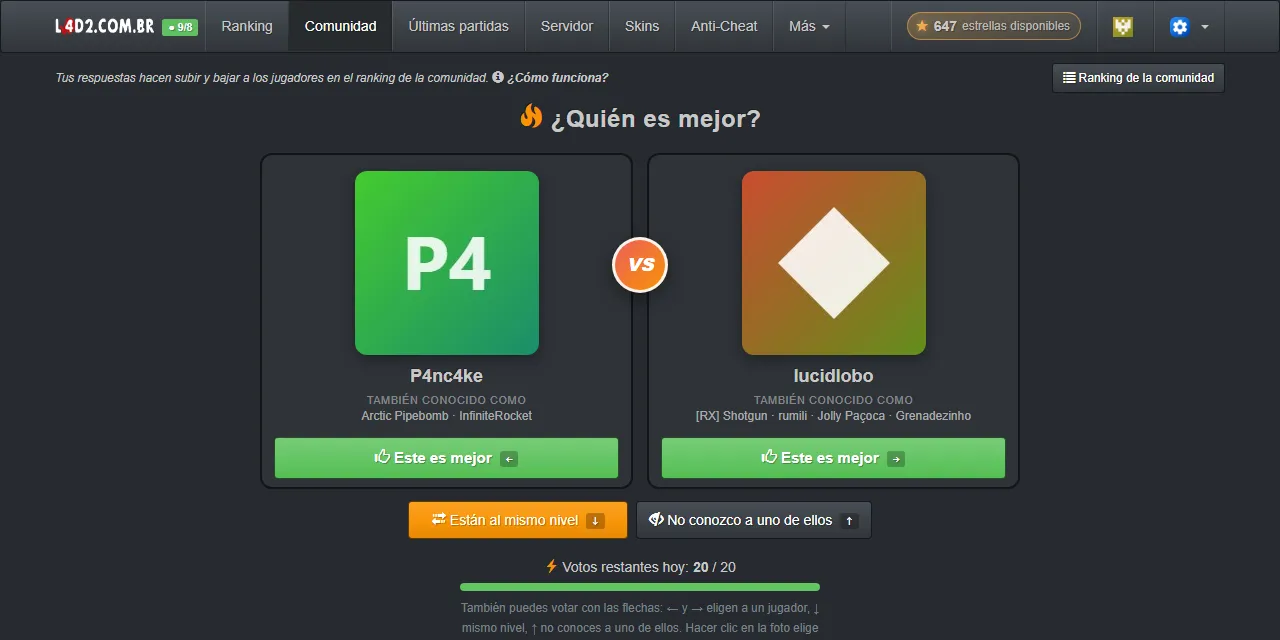 L4D2.COM.BR
9/8
Ranking
Comunidad
Últimas partidas
Servidor
Skins
Anti-Cheat
Más
647 estrellas disponibles
Tus respuestas hacen subir y bajar a los jugadores en el ranking de la comunidad. ¿Cómo funciona?
Ranking de la comunidad
¿Quién es mejor?
P4
VS
P4nc4ke
TAMBIÉN CONOCIDO COMO
Arctic Pipebomb · InfiniteRocket
Este es mejor ←
lucidlobo
TAMBIÉN CONOCIDO COMO
[RX] Shotgun · rumili · Jolly Paçoca · Grenadezinho
Este es mejor →
Están al mismo nivel ↓
No conozco a uno de ellos ↑
Votos restantes hoy: 20 / 20
También puedes votar con las flechas: ← y → eligen a un jugador, ↓
mismo nivel, ↑ no conoces a uno de ellos. Hacer clic en la foto elige